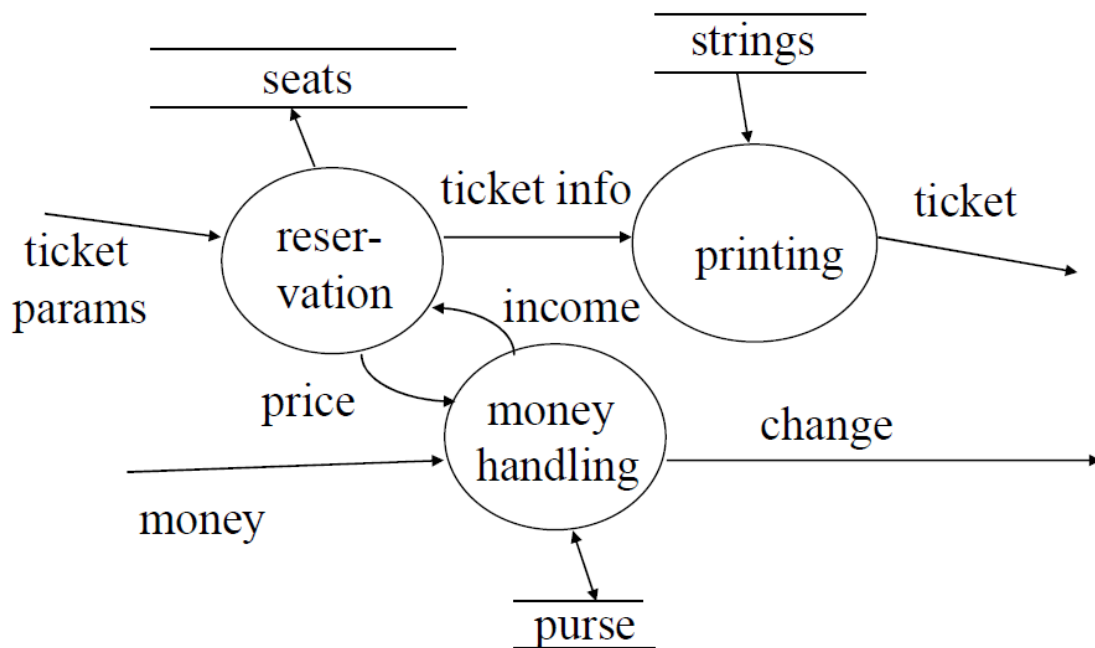 strings
seats
ticket info
ticket
ticket
params
reser-
vation
printing
income
price
money
handling
change
money
purse